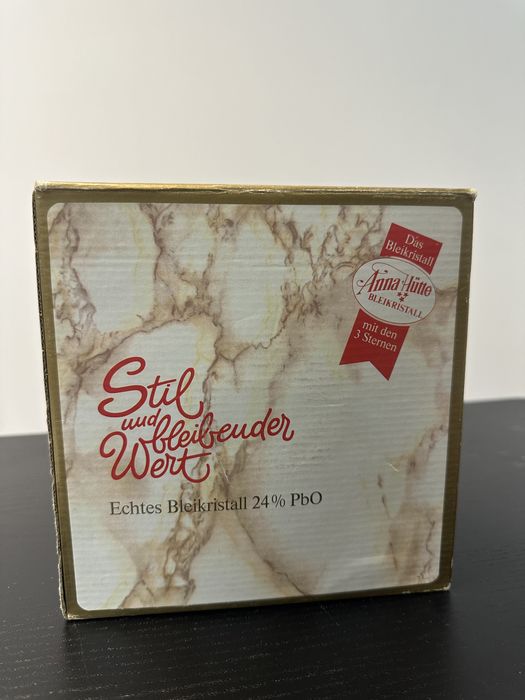 Das
Bleikristall
Anna Hütte
BLEIKRISTALL
mit den
3 Sternen
Stil
und
bleibender
Wert
Echtes Bleikristall 24% PbO